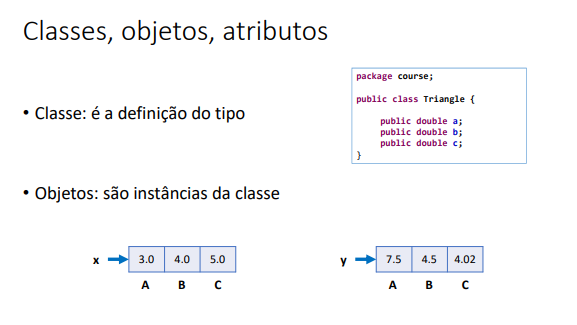 Classes, objetos, atributos
• Classe: é a definição do tipo
package course;
public class Triangle {
public double a;
public double b;
public double c;
}
• Objetos: são instâncias da classe
x 3.0 4.0 5.0
A B C
y 7.5 4.5 4.02
A B C